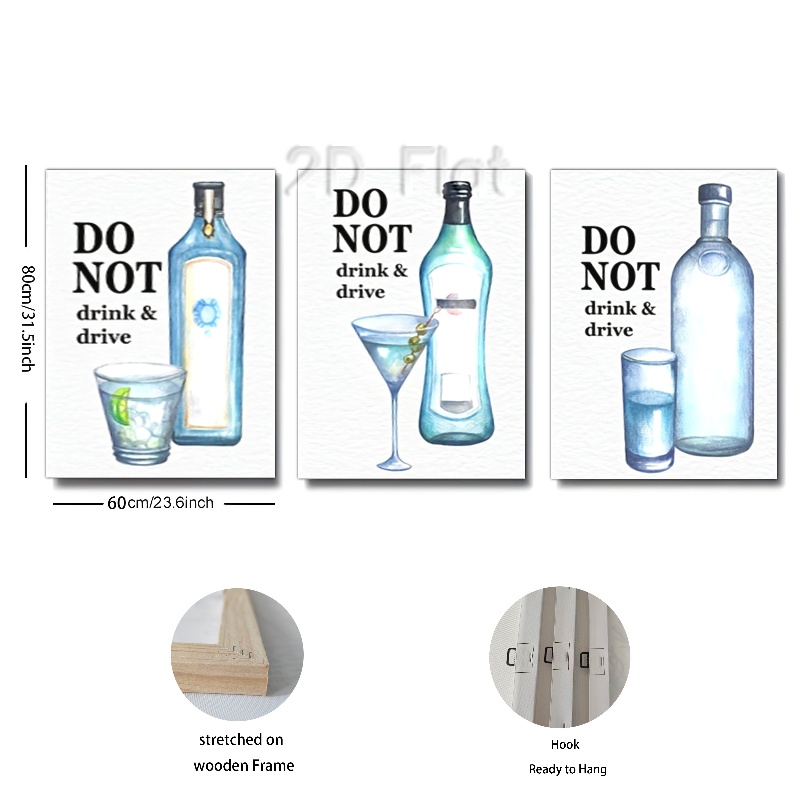 2D Flat
DO
NOT
drink &
drive
DO
NOT
drink &
drive
DO
NOT
drink &
drive
80cm/31.5inch
60cm/23.6inch
stretched on
wooden Frame
Hook
Ready to Hang